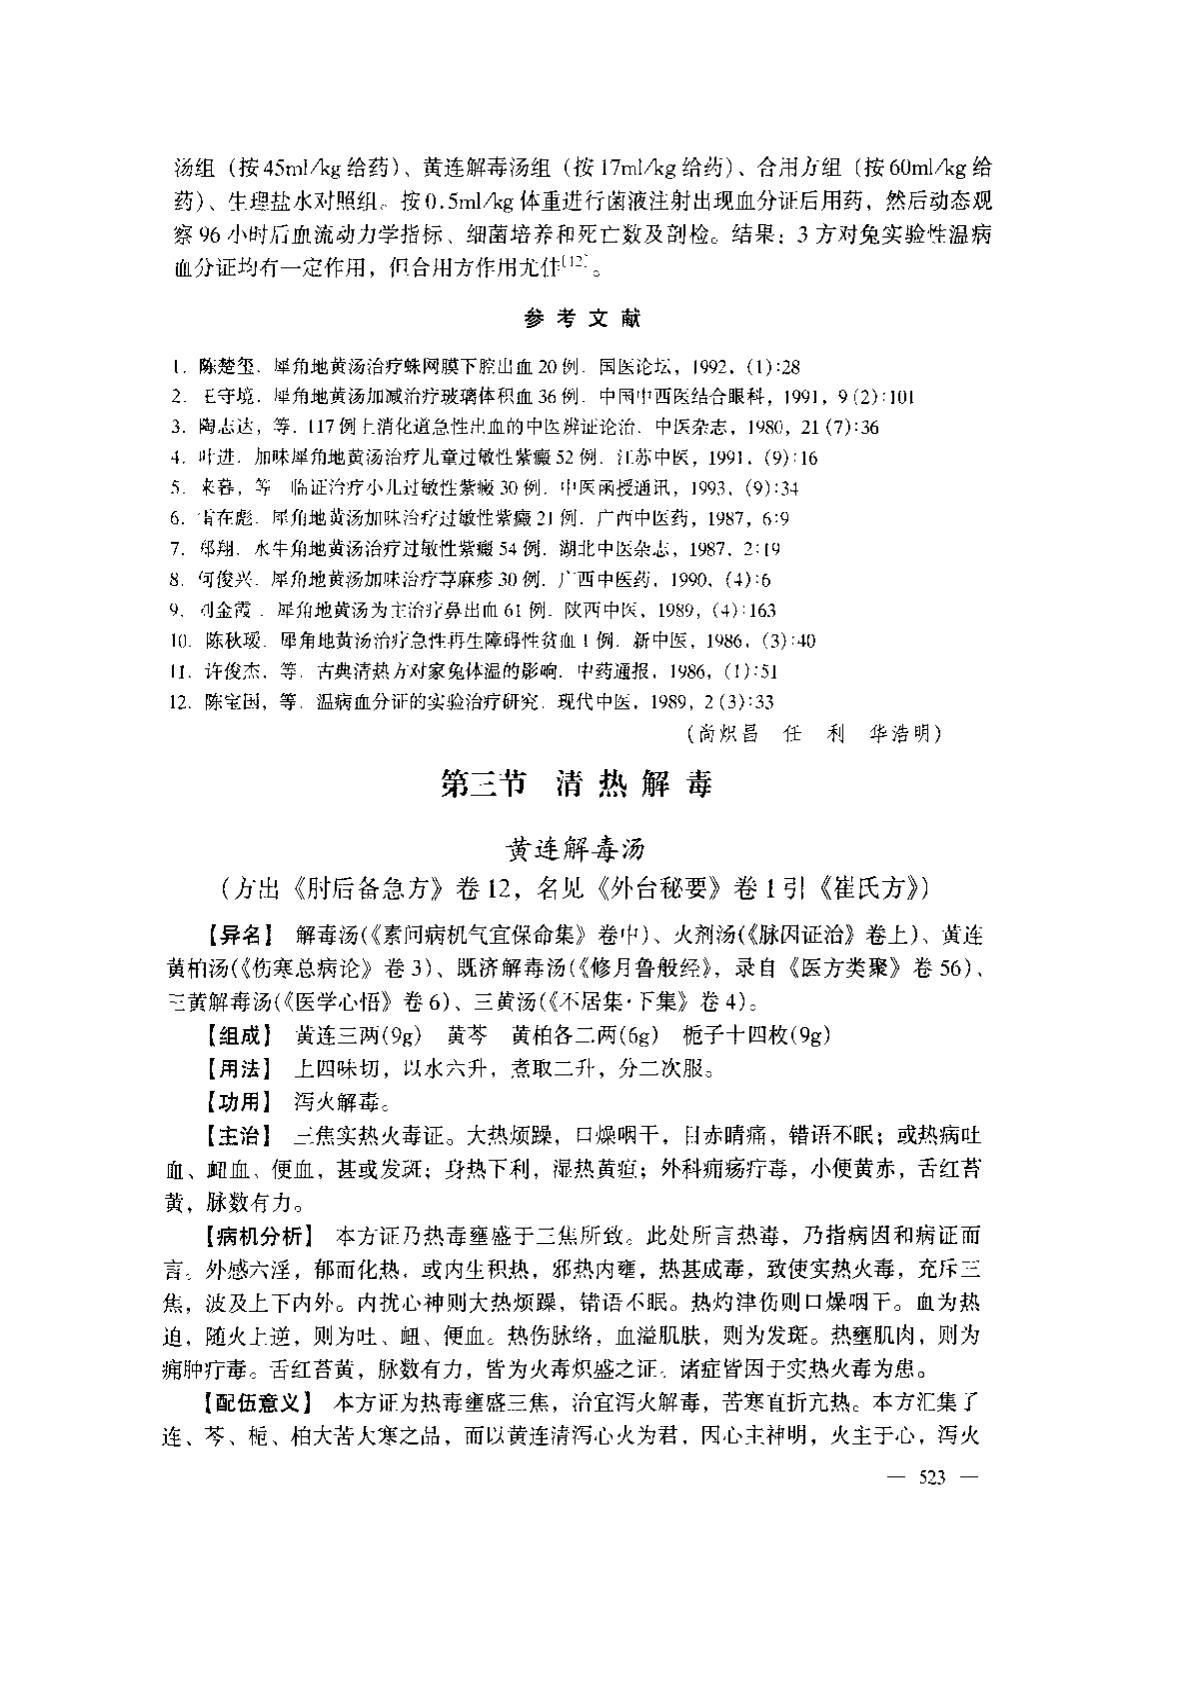 汤组（按45ml/kg给药）、黄连解毒汤组（按17ml/kg给药）、合用方组〔按60ml/kg给
药）、生理盐水对照组。按0.5ml/kg体重进行菌液注射出现血分证后用药，然后动态观
察96小时后血流动力学指标、细菌培养和死亡数及剖检。结果：3方对兔实验性温病
血分证均有一定作用，但合用方作用尤佳[12]。
参考文献
1. 陈楚玺．犀角地黄汤治疗蛛网膜下腔出血20例．国医论坛，1992，(1):28
2. 王守境．犀角地黄汤加减治疗玻璃体积血36例．中国中西医结合眼科，1991，9(2):101
3. 陶志达，等．117例上消化道急性出血的中医辨证论治．中医杂志，1980，21(7):36
4. 叶进．加味犀角地黄汤治疗儿童过敏性紫癜52例．江苏中医，1991．(9):16
5. 来春，等 临证治疗小儿过敏性紫癜30例．中医函授通讯，1993，(9):34
6. 在彪．犀角地黄汤加味治疗过敏性紫癜21例．广西中医药，1987，6:9
7. 郑翔．水牛角地黄汤治疗过敏性紫癜54例．湖北中医杂志，1987．2:19
8. 何俊兴．犀角地黄汤加味治疗荨麻疹30例．广西中医药，1990，(4):6
9. 刘金霞．犀角地黄汤为主治疗鼻出血61例．陕西中医，1989，(4):163
10. 陈秋瑷．犀角地黄汤治疗急性再生障碍性贫血1例．新中医，1986．(3):40
11. 许俊杰，等．古典清热方对家兔体温的影响．中药通报，1986，(1):51
12. 陈宝国，等．温病血分证的实验治疗研究．现代中医，1989，2(3):33
(尚炽昌　任　利　华浩明)
第三节　清热解毒
黄连解毒汤
（方出《肘后备急方》卷12，名见《外台秘要》卷1引《崔氏方》）
【异名】 解毒汤(《素问病机气宜保命集》卷中)、火剂汤(《脉因证治》卷上)、黄连
黄柏汤(《伤寒总病论》卷3)、既济解毒汤(《修月鲁般经》，录自《医方类聚》卷56)、
三黄解毒汤(《医学心悟》卷6)、三黄汤(《不居集·下集》卷4)。
【组成】 黄连三两(9g)　黄芩　黄柏各二两(6g)　栀子十四枚(9g)
【用法】 上四味切，以水六升，煮取二升，分二次服。
【功用】 泻火解毒。
【主治】 三焦实热火毒证。大热烦躁，口燥咽干，目赤睛痛，错语不眠；或热病吐
血、衄血、便血，甚或发斑；身热下利，湿热黄疸；外科痈疡疔毒，小便黄赤，舌红苔
黄，脉数有力。
【病机分析】 本方证乃热毒壅盛于三焦所致。此处所言热毒，乃指病因和病证而
言。外感六淫，郁而化热，或内生积热，邪热内壅，热甚成毒，致使实热火毒，充斥三
焦，波及上下内外。内扰心神则大热烦躁，错语不眠。热灼津伤则口燥咽干。血为热
迫，随火上逆，则为吐、衄、便血。热伤脉络，血溢肌肤，则为发斑。热壅肌肉，则为
痈肿疔毒。舌红苔黄，脉数有力，皆为火毒炽盛之证。诸症皆因于实热火毒为患。
【配伍意义】 本方证为热毒壅盛三焦，治宜泻火解毒，苦寒直折亢热。本方汇集了
连、芩、栀、柏大苦大寒之品，而以黄连清泻心火为君，因心主神明，火主于心，泻火
— 523 —